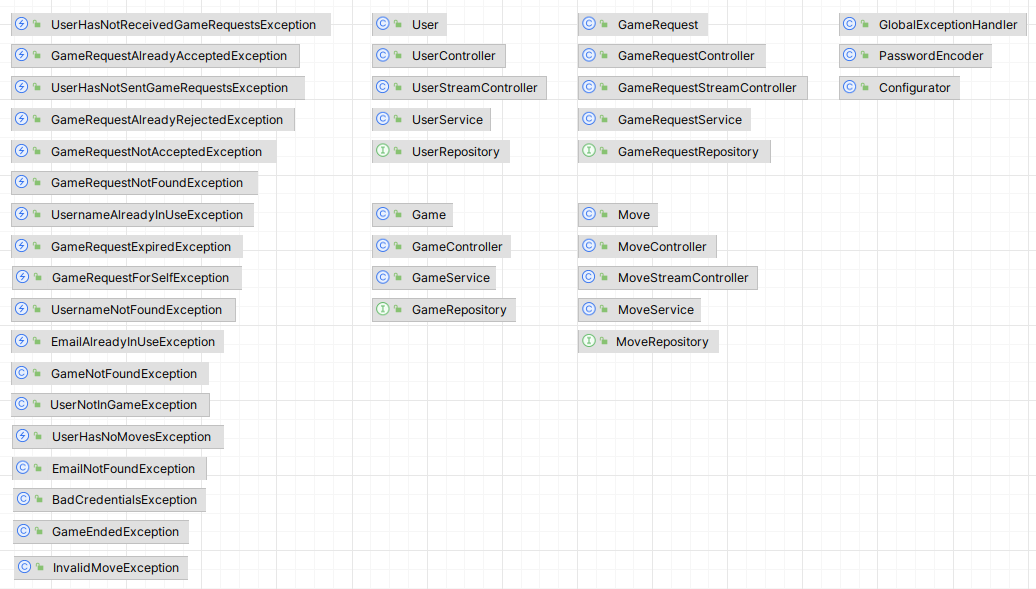 UserHasNotReceivedGameRequestsException
GameRequestAlreadyAcceptedException
UserHasNotSentGameRequestsException
GameRequestAlreadyRejectedException
GameRequestNotAcceptedException
GameRequestNotFoundException
UsernameAlreadyInUseException
GameRequestExpiredException
GameRequestForSelfException
UsernameNotFoundException
EmailAlreadyInUseException
GameNotFoundException
UserNotInGameException
UserHasNoMovesException
EmailNotFoundException
BadCredentialsException
GameEndedException
InvalidMoveException
User
UserController
UserStreamController
UserService
UserRepository
Game
GameController
GameService
GameRepository
GameRequest
GameRequestController
GameRequestStreamController
GameRequestService
GameRequestRepository
Move
MoveController
MoveStreamController
MoveService
MoveRepository
GlobalExceptionHandler
PasswordEncoder
Configurator